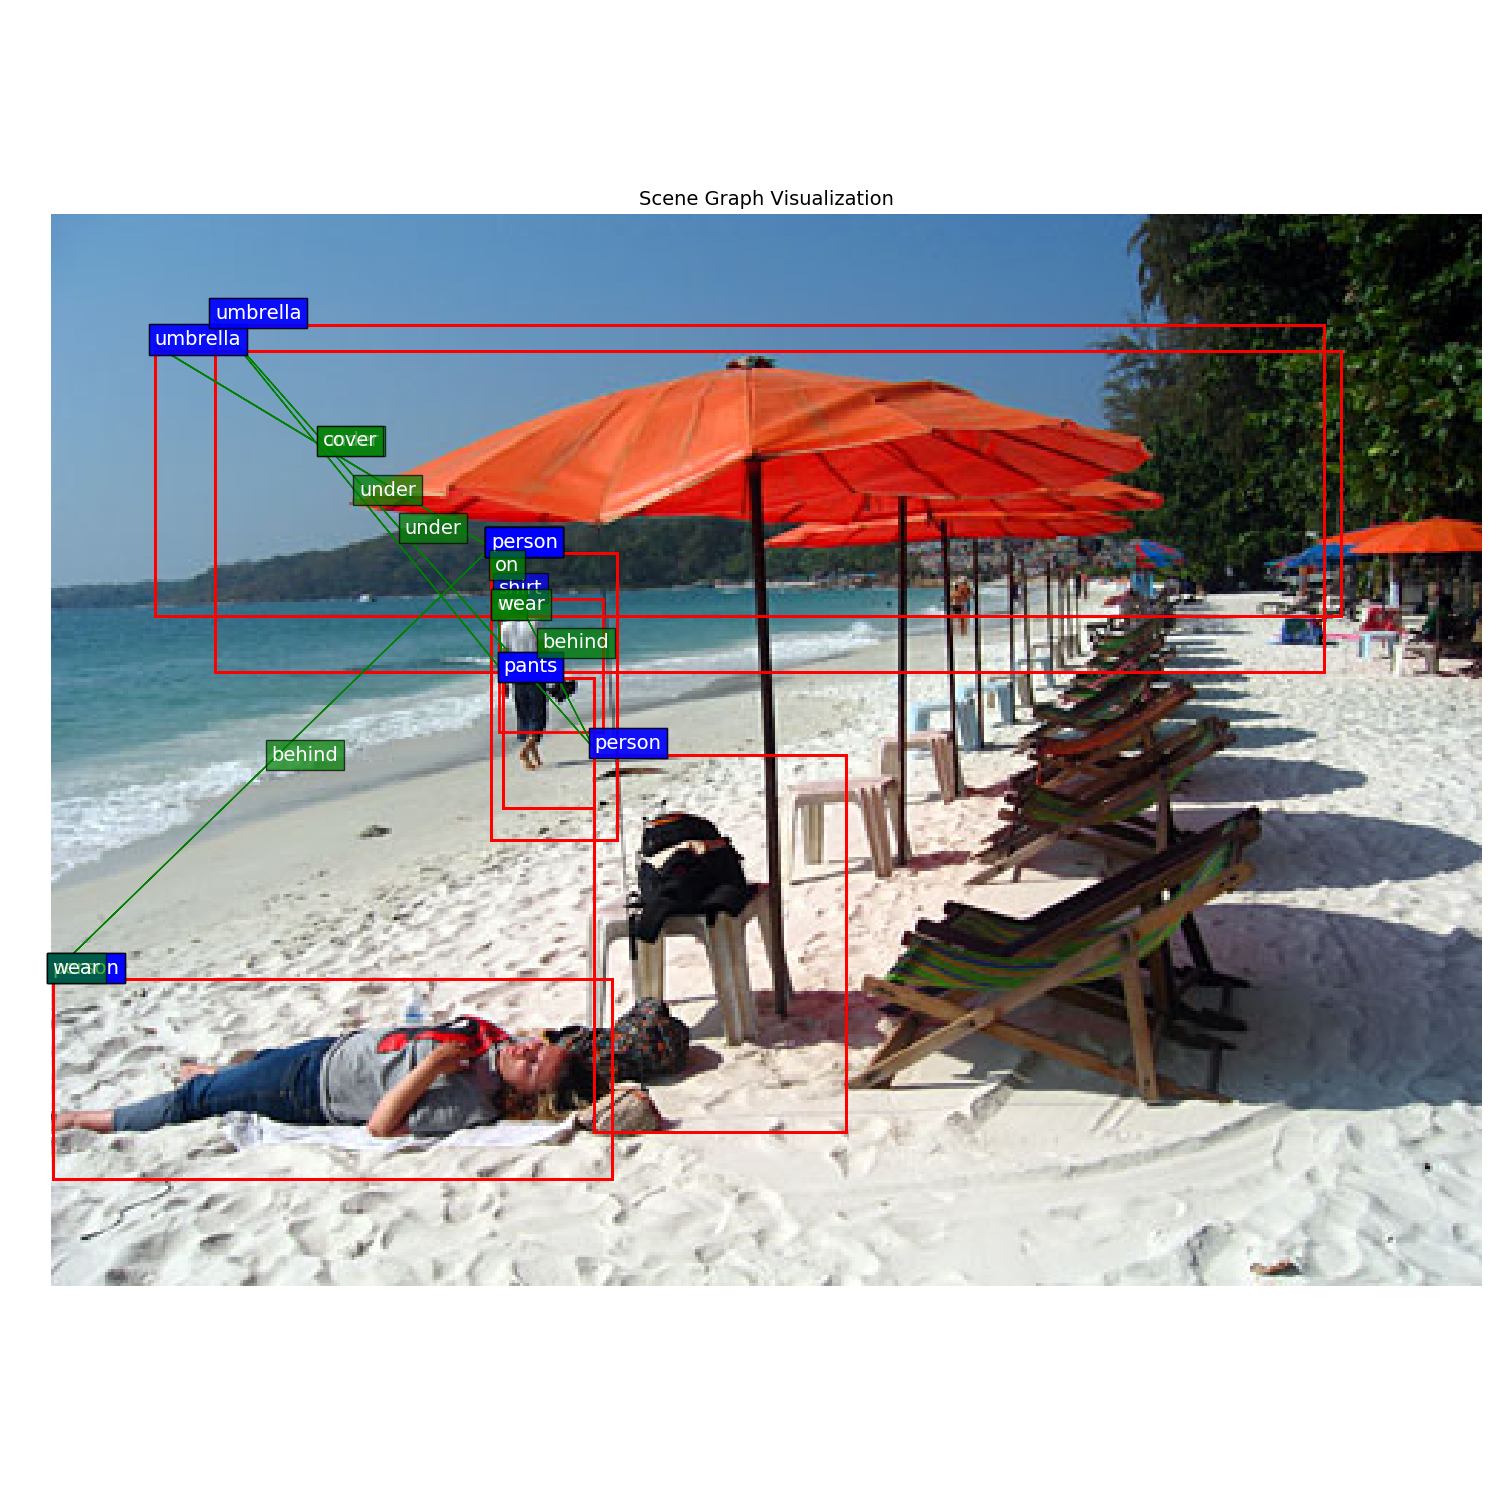 Scene Graph Visualization
umbrella
umbrella
cover
under
under
person
on
shirt
wear
behind
pants
person
behind
wear